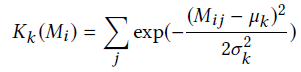 K_k(M_i) = \sum_j \exp(-\frac{(M_{ij} - \mu_k)^2}{2\sigma_k^2})